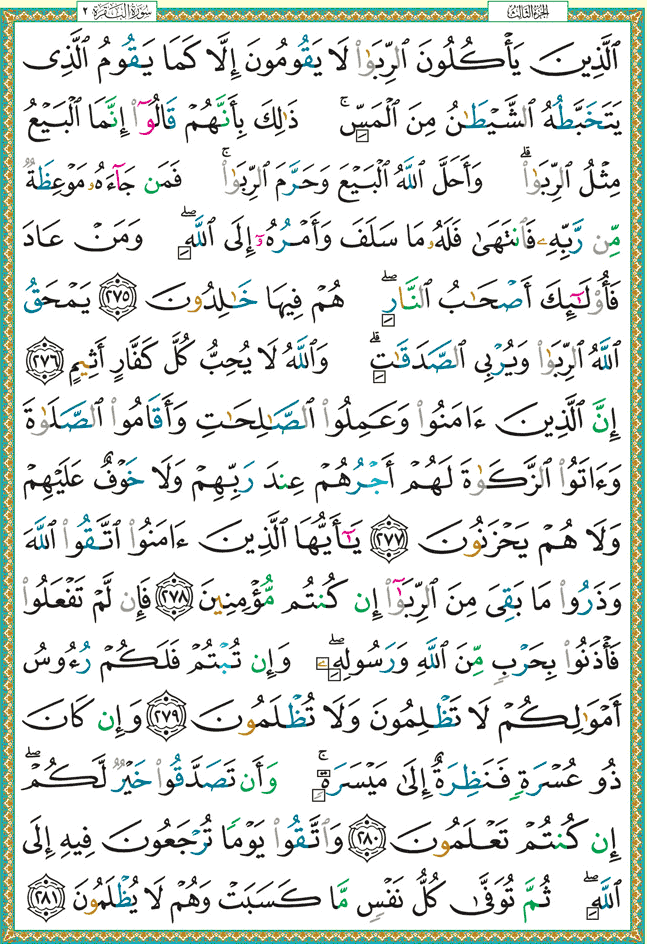 الجزء الثالث سورة البقرة ٢
ٱلَّذِينَ يَأْكُلُونَ ٱلرِّبَوٰا۟ لَا يَقُومُونَ إِلَّا كَمَا يَقُومُ ٱلَّذِى
يَتَخَبَّطُهُ ٱلشَّيْطَٰنُ مِنَ ٱلْمَسِّ ۚ ذَٰلِكَ بِأَنَّهُمْ قَالُوٓا۟ إِنَّمَا ٱلْبَيْعُ
مِثْلُ ٱلرِّبَوٰا۟ ۗ وَأَحَلَّ ٱللَّهُ ٱلْبَيْعَ وَحَرَّمَ ٱلرِّبَوٰا۟ ۚ فَمَن جَآءَهُۥ مَوْعِظَةٌ
مِّن رَّبِّهِۦ فَٱنتَهَىٰ فَلَهُۥ مَا سَلَفَ وَأَمْرُهُۥٓ إِلَى ٱللَّهِ ۖ وَمَنْ عَادَ
فَأُو۟لَٰٓئِكَ أَصْحَٰبُ ٱلنَّارِ ۖ هُمْ فِيهَا خَٰلِدُونَ ٢٧٥ يَمْحَقُ
ٱللَّهُ ٱلرِّبَوٰا۟ وَيُرْبِى ٱلصَّدَقَٰتِ ۗ وَٱللَّهُ لَا يُحِبُّ كُلَّ كَفَّارٍ أَثِيمٍ ٢٧٦
إِنَّ ٱلَّذِينَ ءَامَنُوا۟ وَعَمِلُوا۟ ٱلصَّٰلِحَٰتِ وَأَقَامُوا۟ ٱلصَّلَوٰةَ
وَءَاتَوُا۟ ٱلزَّكَوٰةَ لَهُمْ أَجْرُهُمْ عِندَ رَبِّهِمْ وَلَا خَوْفٌ عَلَيْهِمْ
وَلَا هُمْ يَحْزَنُونَ ٢٧٧ يَٰٓأَيُّهَا ٱلَّذِينَ ءَامَنُوا۟ ٱتَّقُوا۟ ٱللَّهَ
وَذَرُوا۟ مَا بَقِىَ مِنَ ٱلرِّبَوٰٓا۟ إِن كُنتُم مُّؤْمِنِينَ ٢٧٨ فَإِن لَّمْ تَفْعَلُوا۟
فَأْذَنُوا۟ بِحَرْبٍ مِّنَ ٱللَّهِ وَرَسُولِهِۦ ۖ وَإِن تُبْتُمْ فَلَكُمْ رُءُوسُ
أَمْوَٰلِكُمْ لَا تَظْلِمُونَ وَلَا تُظْلَمُونَ ٢٧٩ وَإِن كَانَ
ذُو عُسْرَةٍ فَنَظِرَةٌ إِلَىٰ مَيْسَرَةٍ ۚ وَأَن تَصَدَّقُوا۟ خَيْرٌ لَّكُمْ ۖ
إِن كُنتُمْ تَعْلَمُونَ ٢٨٠ وَٱتَّقُوا۟ يَوْمًا تُرْجَعُونَ فِيهِ إِلَى
ٱللَّهِ ۖ ثُمَّ تُوَفَّىٰ كُلُّ نَفْسٍ مَّا كَسَبَتْ وَهُمْ لَا يُظْلَمُونَ ٢٨١